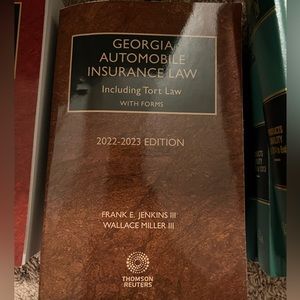 GEORGIA
AUTOMOBILE
INSURANCE LAW
Including Tort Law
WITH FORMS
2022-2023 EDITION
FRANK E. JENKINS III
WALLACE MILLER III
THOMSON
REUTERS